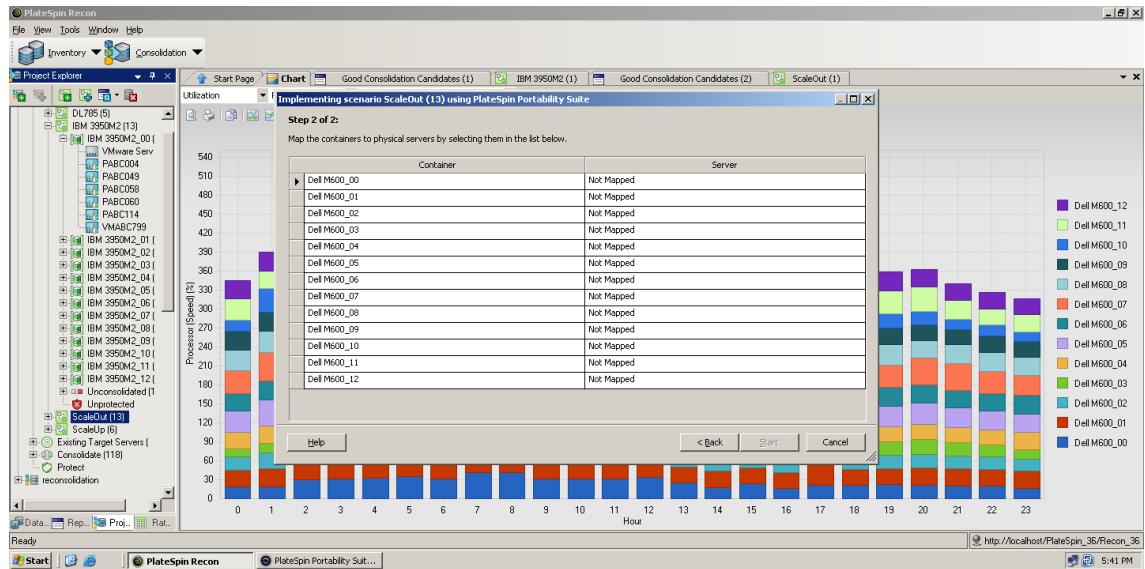 PlateSpin Recon
File View Tools Window Help
Inventory Consolidation
Project Explorer
Start Page Chart Good Consolidation Candidates (1) IBM 3950M2 (1) Good Consolidation Candidates (2) ScaleOut (1)
Utilization
DL785 (5)
IBM 3950M2 (13)
IBM 3950M2_00 (
VMware Serv
PABC004
PABC049
PABC058
PABC060
PABC114
VMABC799
IBM 3950M2_01 (
IBM 3950M2_02 (
IBM 3950M2_03 (
IBM 3950M2_04 (
IBM 3950M2_05 (
IBM 3950M2_06 (
IBM 3950M2_07 (
IBM 3950M2_08 (
IBM 3950M2_09 (
IBM 3950M2_10 (
IBM 3950M2_11 (
IBM 3950M2_12 (
Unconsolidated (1
Unprotected
ScaleOut (13)
ScaleUp (6)
Existing Target Servers (
Consolidate (118)
Protect
reconsolidation
Data... Rep... Proj... Rat...
Implementing scenario ScaleOut (13) using PlateSpin Portability Suite
Step 2 of 2:
Map the containers to physical servers by selecting them in the list below.
Container Server
Dell M600_00 Not Mapped
Dell M600_01 Not Mapped
Dell M600_02 Not Mapped
Dell M600_03 Not Mapped
Dell M600_04 Not Mapped
Dell M600_05 Not Mapped
Dell M600_06 Not Mapped
Dell M600_07 Not Mapped
Dell M600_08 Not Mapped
Dell M600_09 Not Mapped
Dell M600_10 Not Mapped
Dell M600_11 Not Mapped
Dell M600_12 Not Mapped
Help < Back Start Cancel
Processor (Speed) (%)
540
510
480
450
420
390
360
330
300
270
240
210
180
150
120
90
60
30
0
0 1 2 3 4 5 6 7 8 9 10 11 12 13 14 15 16 17 18 19 20 21 22 23
Hour
Dell M600_12
Dell M600_11
Dell M600_10
Dell M600_09
Dell M600_08
Dell M600_07
Dell M600_06
Dell M600_05
Dell M600_04
Dell M600_03
Dell M600_02
Dell M600_01
Dell M600_00
Ready http://localhost/PlateSpin_36/Recon_36
Start PlateSpin Recon PlateSpin Portability Suit... 5:41 PM